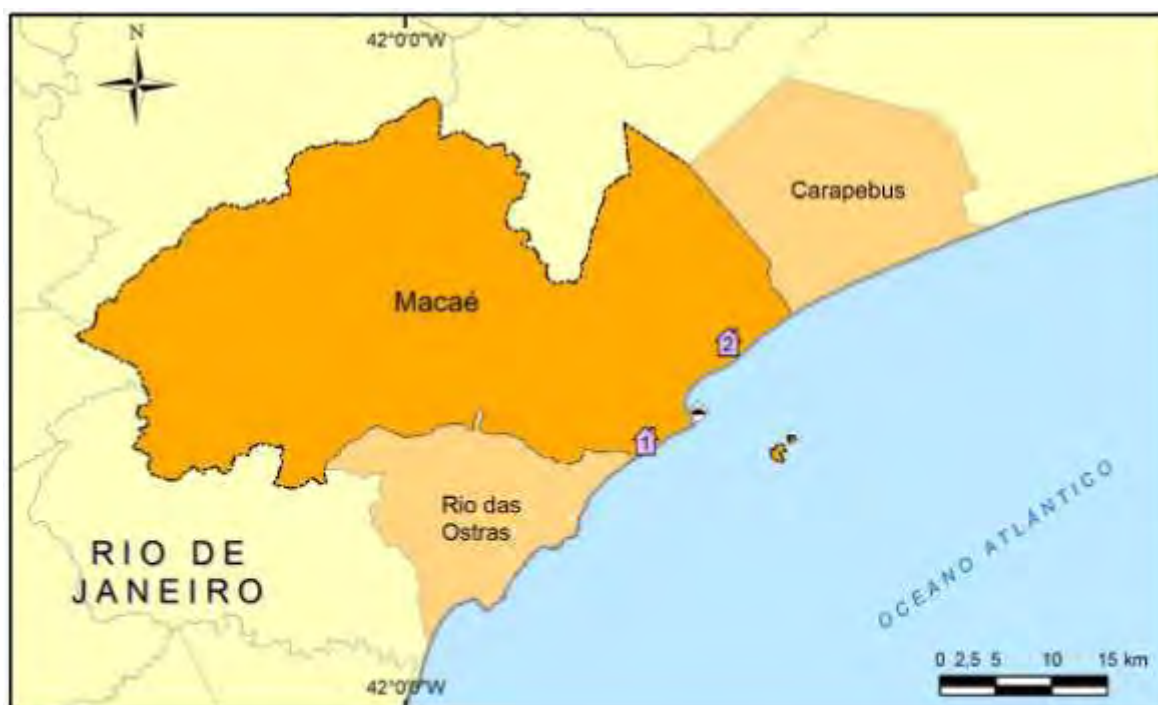 N
42°0'0"W
Carapebus
Macaé
2
1
Rio das
Ostras
RIO DE
JANEIRO
OCEANO ATLÂNTICO
0 2,5 5 10 15 km
42°0'0"W